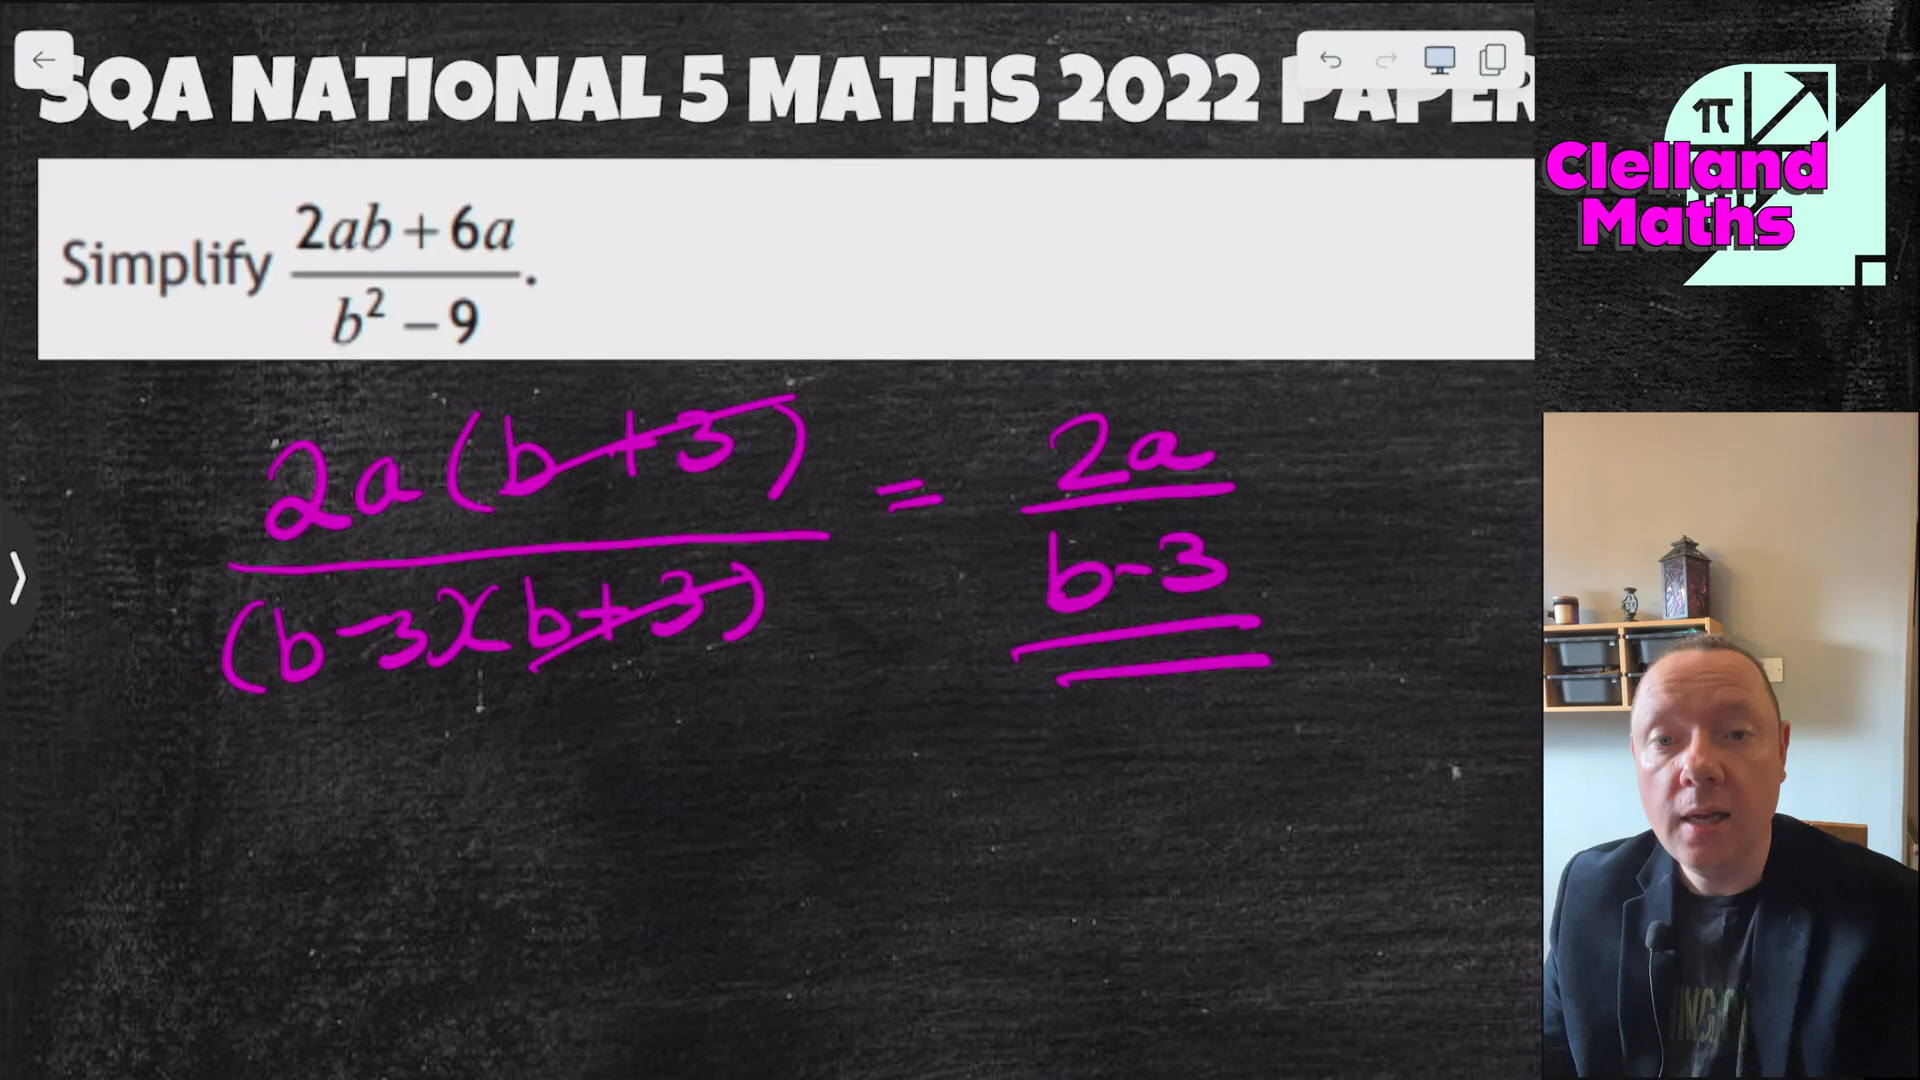 SQA NATIONAL 5 MATHS 2022 PAPER
Simplify
2ab + 6a
b² – 9
.
2a(b+3)
(b-3)(b+3)
=
2a
b-3
π
Clelland
Maths